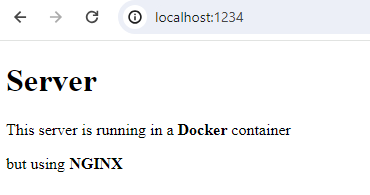 localhost:1234
Server
This server is running in a Docker container
but using NGINX